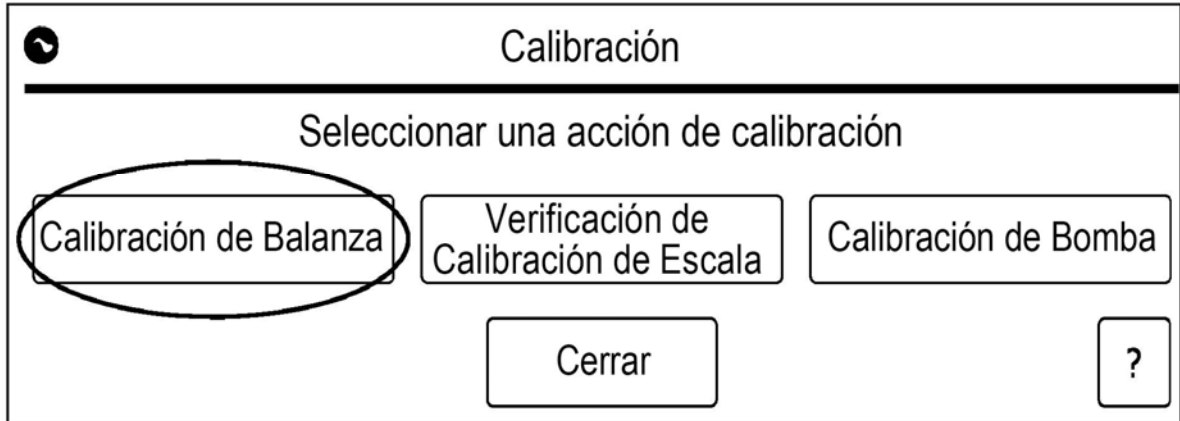 Calibración
Seleccionar una acción de calibración
Calibración de Balanza
Verificación de
Calibración de Escala
Calibración de Bomba
Cerrar
?